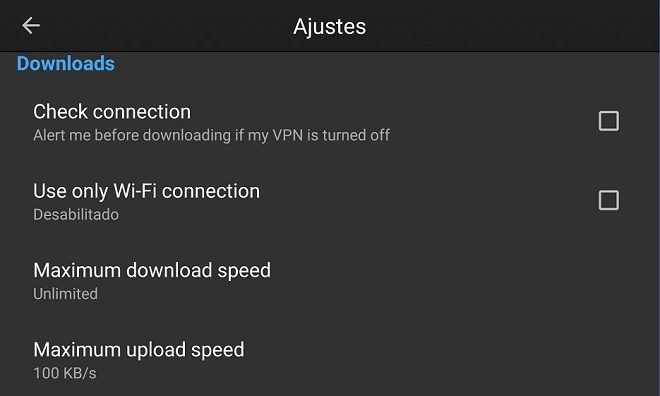 Ajustes
Downloads
Check connection
Alert me before downloading if my VPN is turned off
Use only Wi-Fi connection
Desabilitado
Maximum download speed
Unlimited
Maximum upload speed
100 KB/s